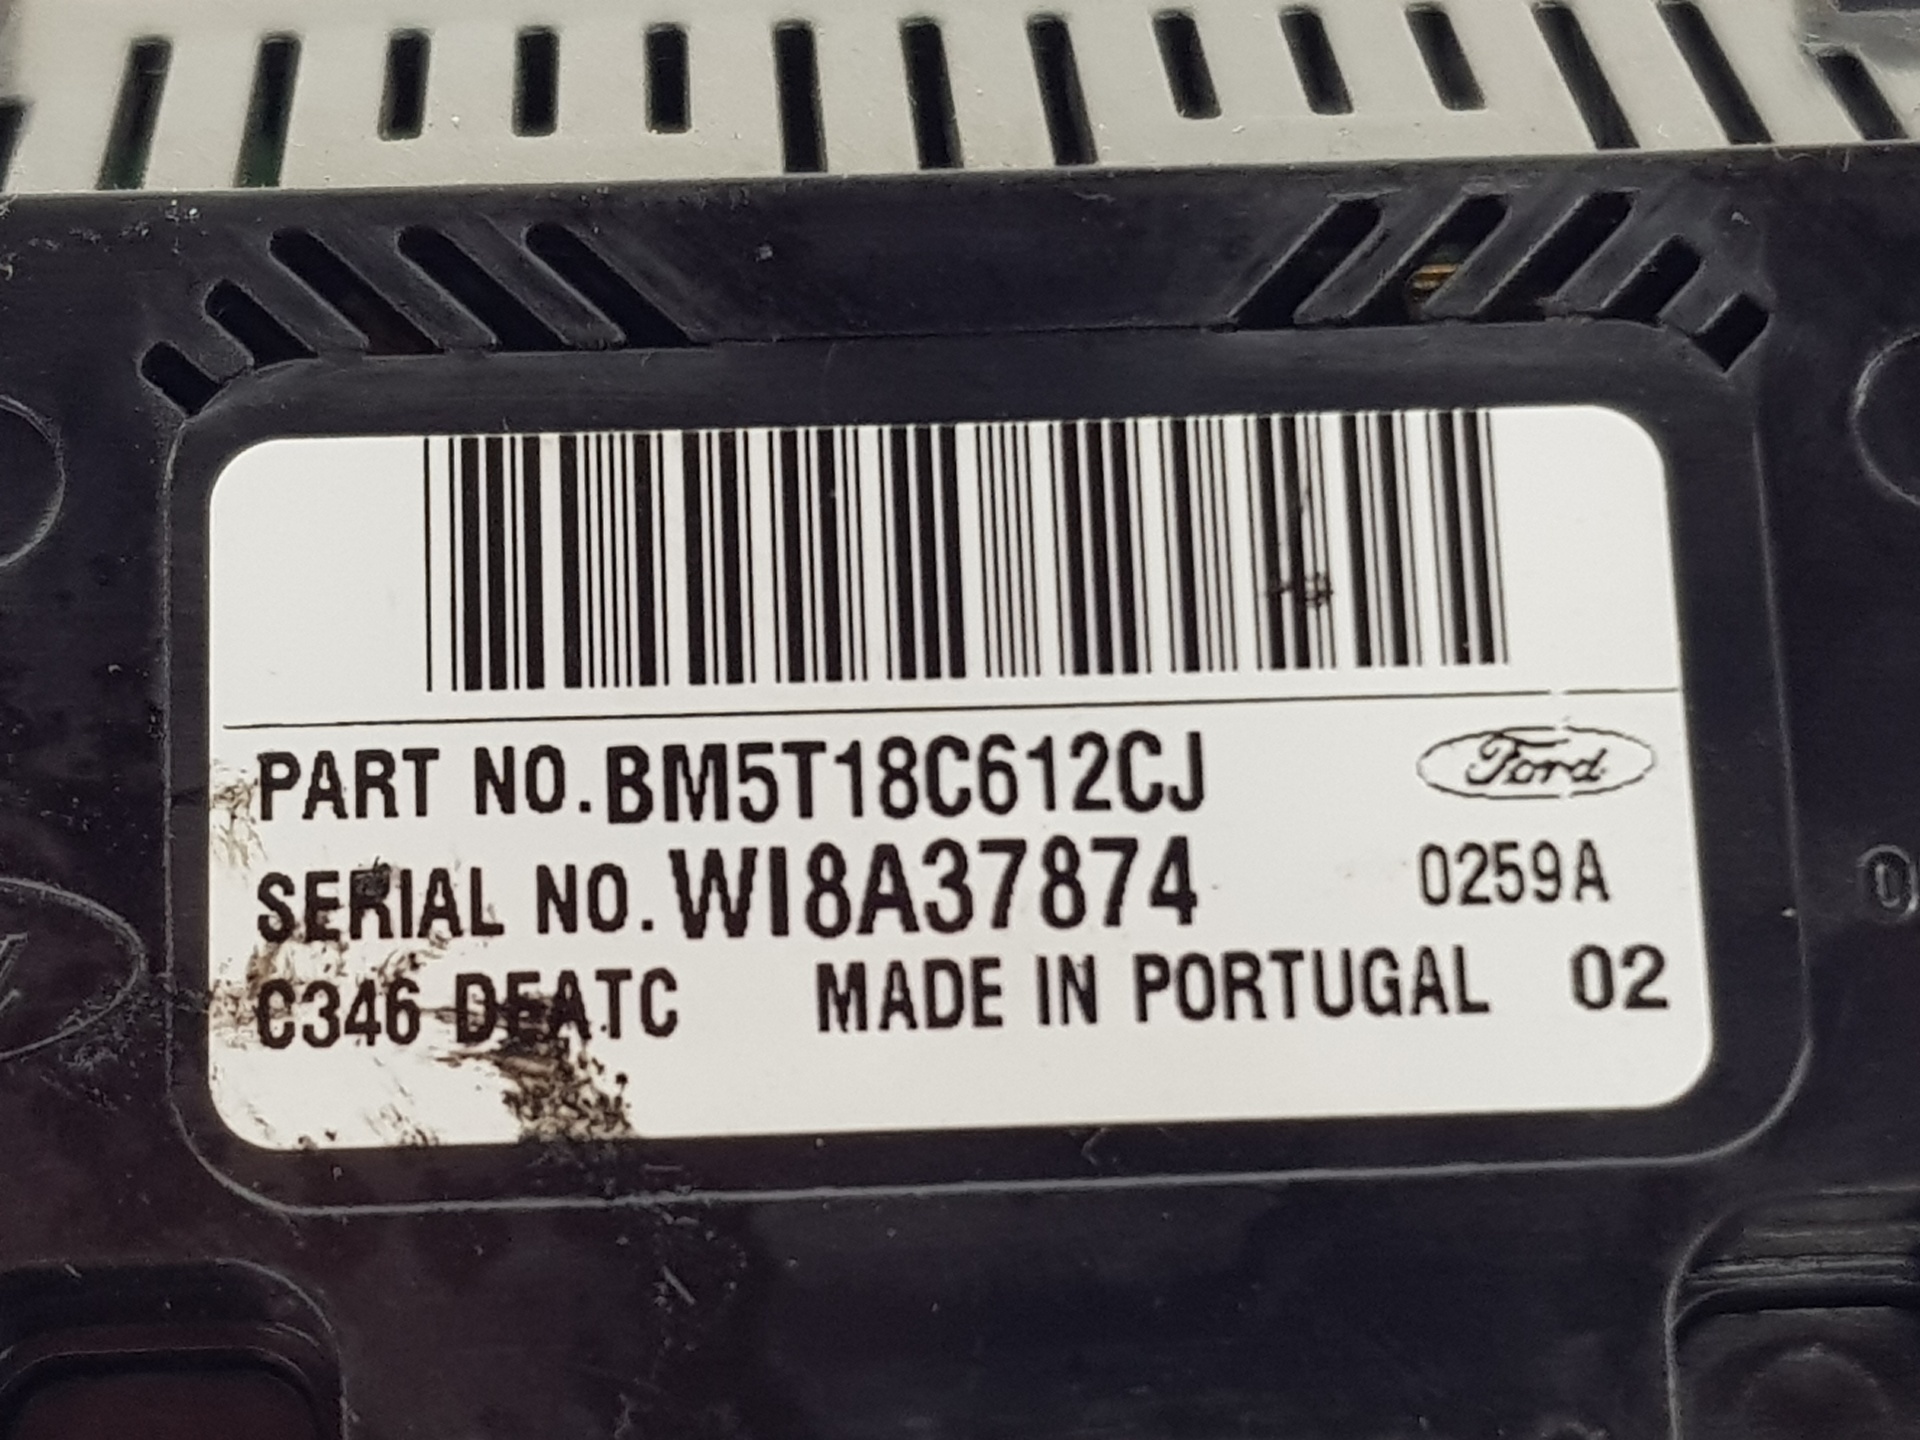 PART NO.BM5T18C612CJ Ford
SERIAL NO.WI8A37874 0259A
C346 DEATC MADE IN PORTUGAL 02